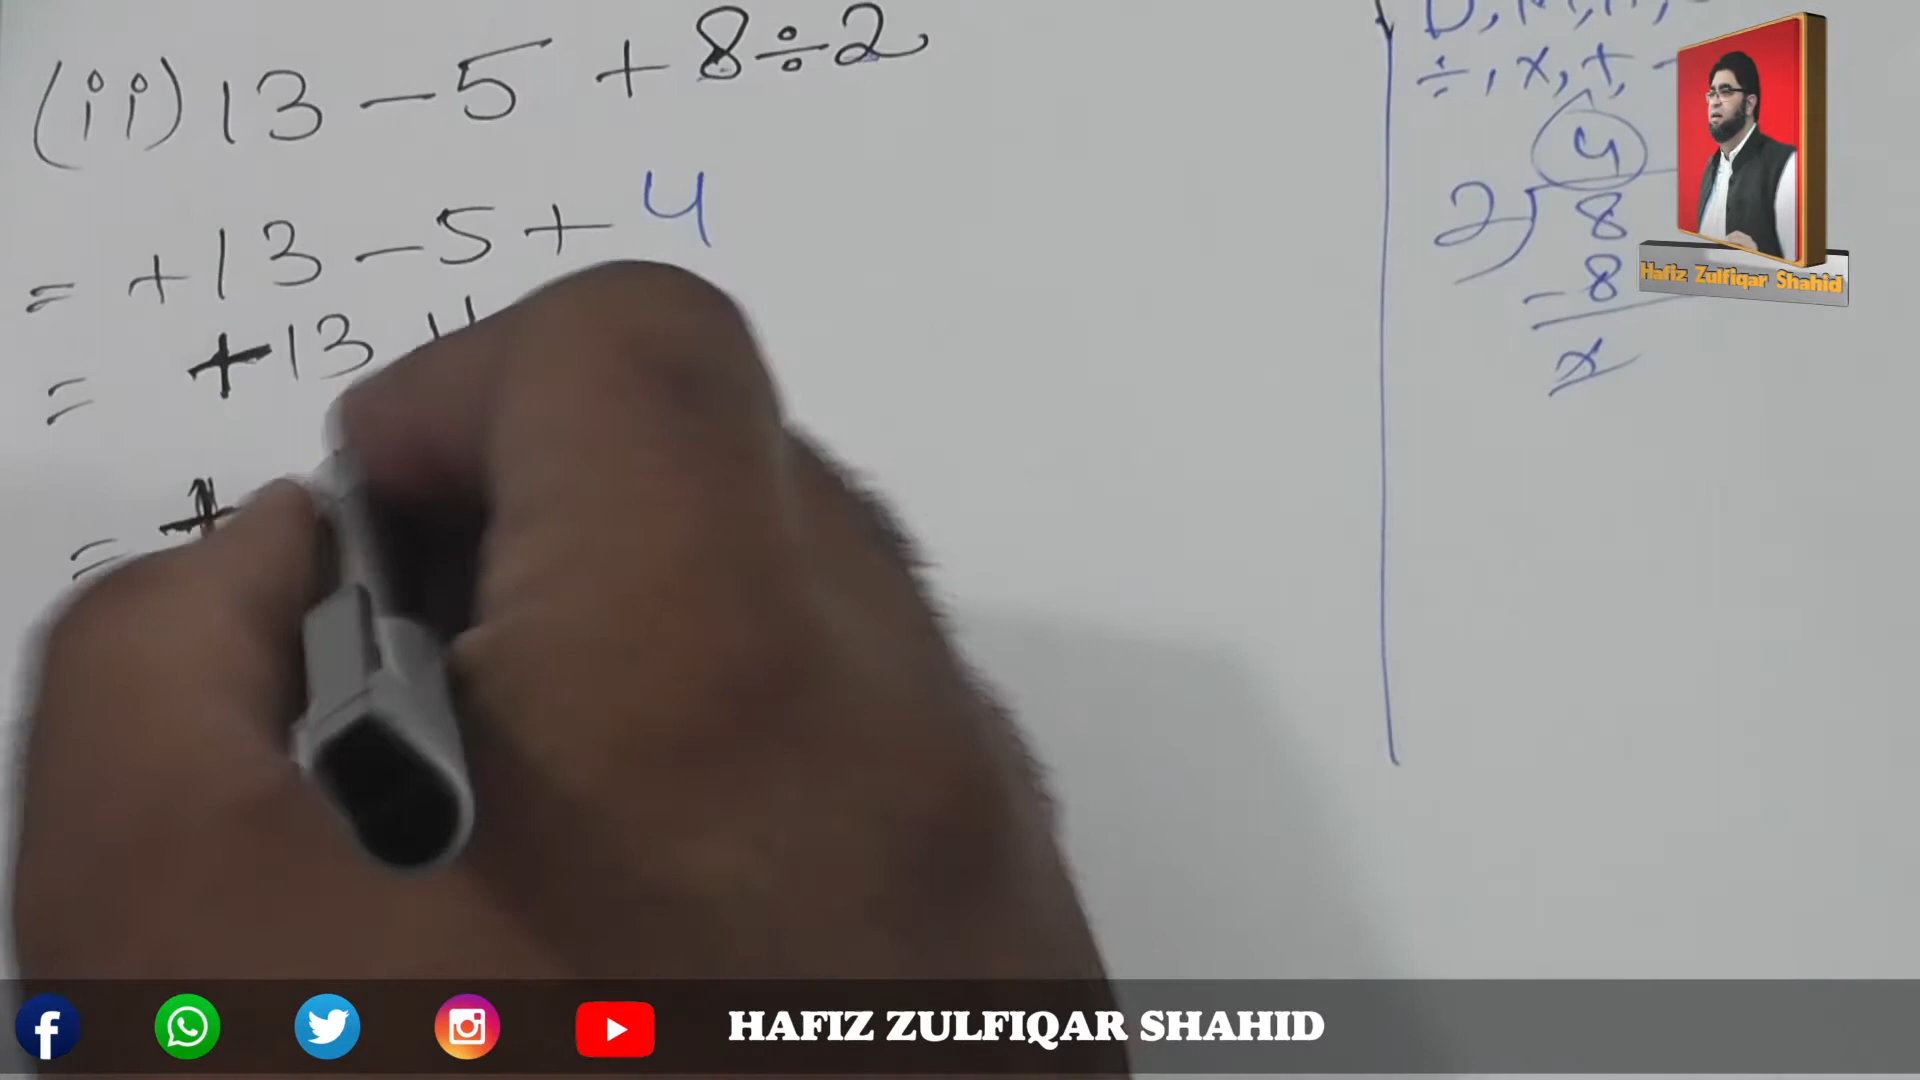 (ii) 13 - 5 + 8 ÷ 2
= +13 - 5 + 4
= +13
= +
÷, x, +, -
4
2) 8
- 8
x
Hafiz Zulfiqar Shahid
HAFIZ ZULFIQAR SHAHID